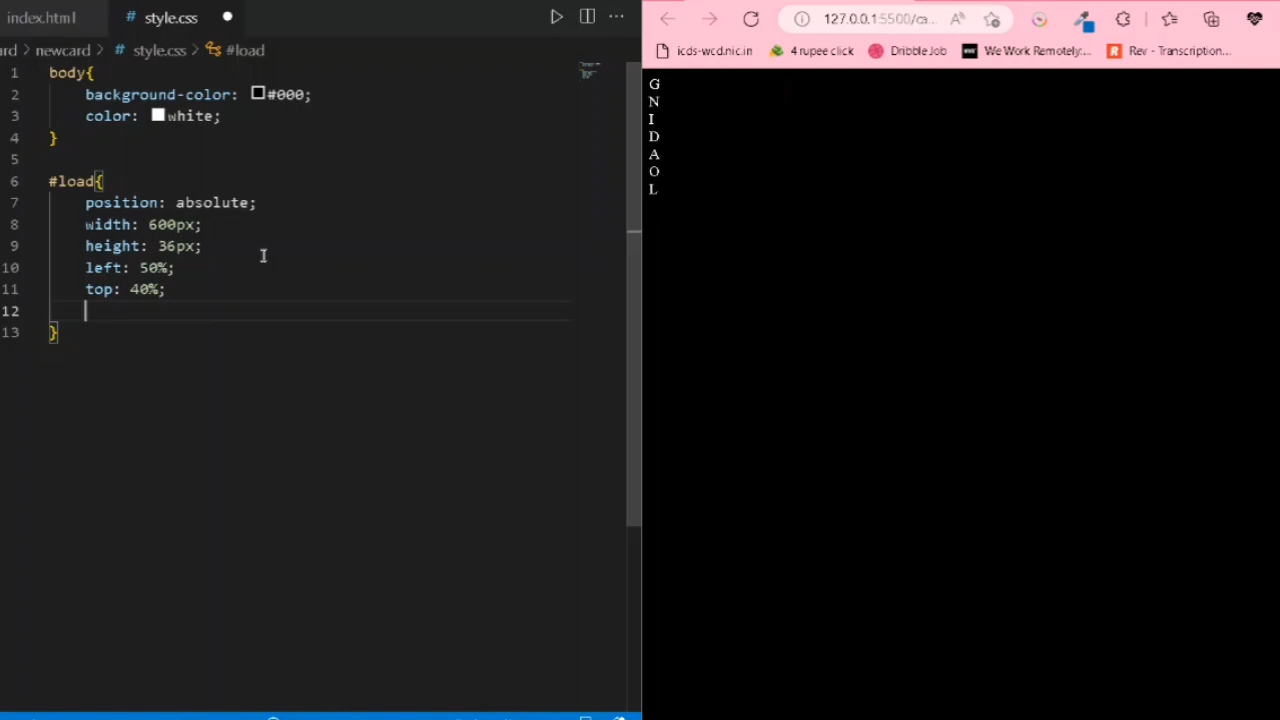 index.html
# style.css
ard > newcard > # style.css > #load
1 body{
2 background-color: #000;
3 color: white;
4 }
5
6 #load{
7 position: absolute;
8 width: 600px;
9 height: 36px;
10 left: 50%;
11 top: 40%;
12
13 }
127.0.0.1:5500/ca...
icds-wcd.nic.in
4 rupee click
Dribble Job
We Work Remotely:...
Rev - Transcription...
G
N
I
D
A
O
L